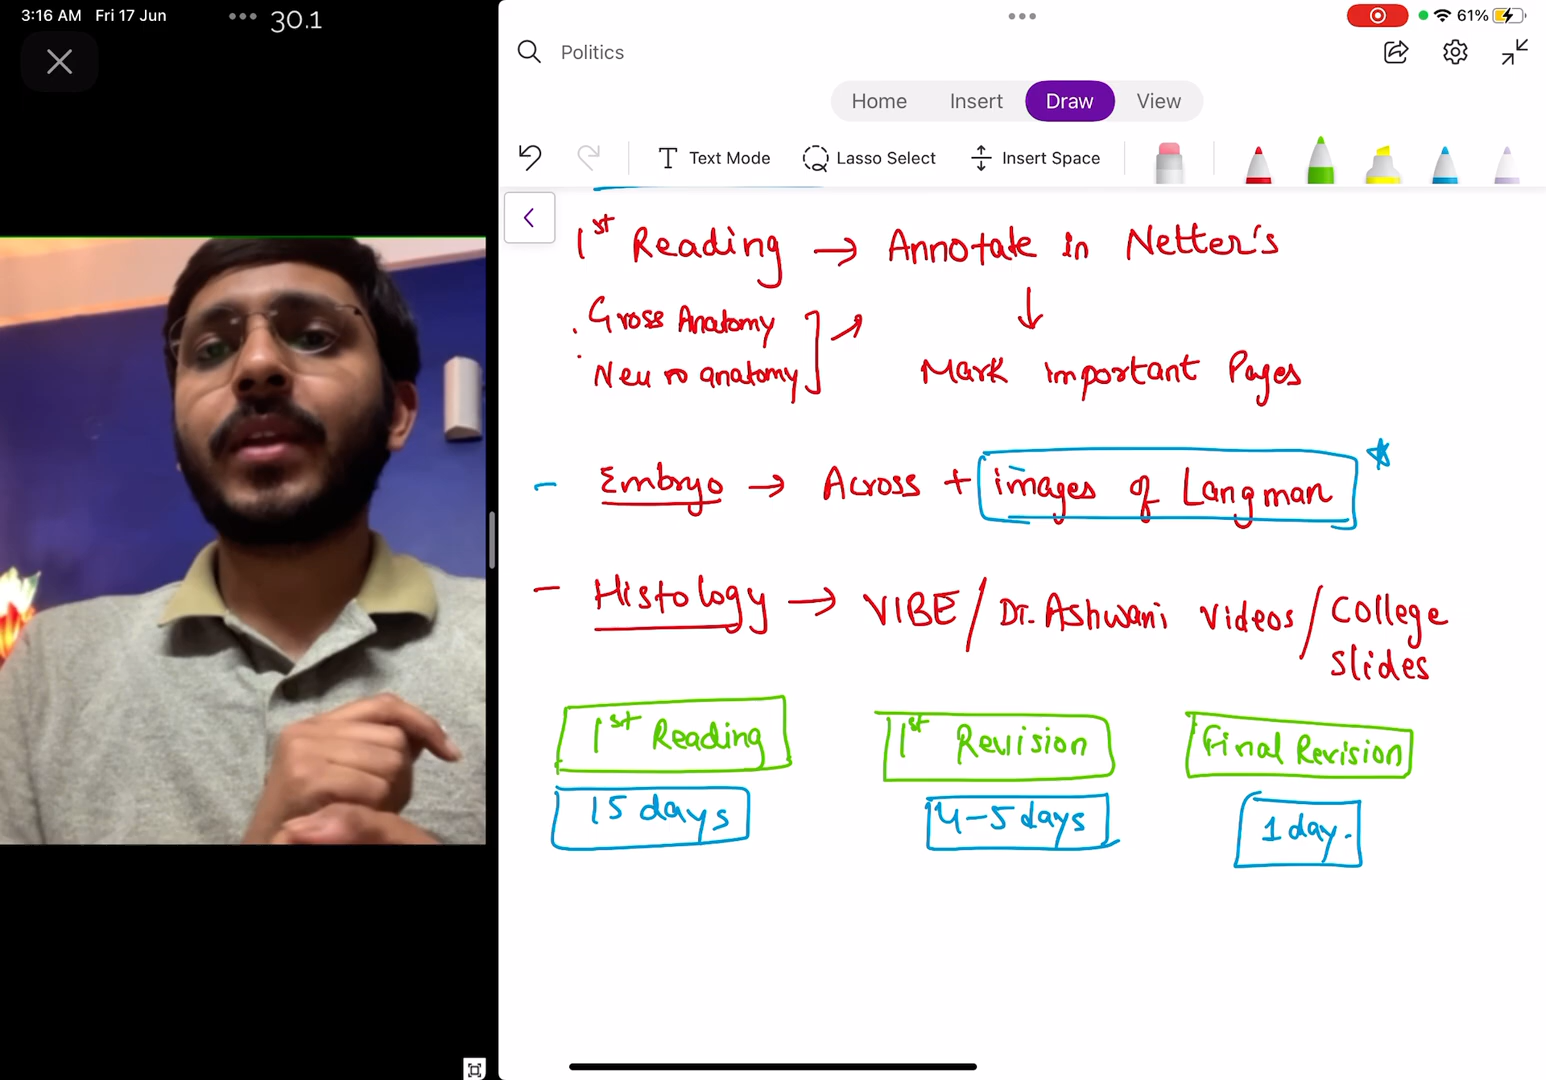 3:16 AM Fri 17 Jun
30.1
61%
Politics
Home Insert Draw View
Text Mode Lasso Select Insert Space
1st Reading → Annotate in Netter's
↓
. Gross Anatomy
. Neuroanatomy
Mark important Pages
- Embryo → Across + images of Langman
- Histology → VIBE / Dr. Ashwani Videos / College
Slides
1st Reading 1st Revision Final Revision
15 days 4-5 days 1 day.